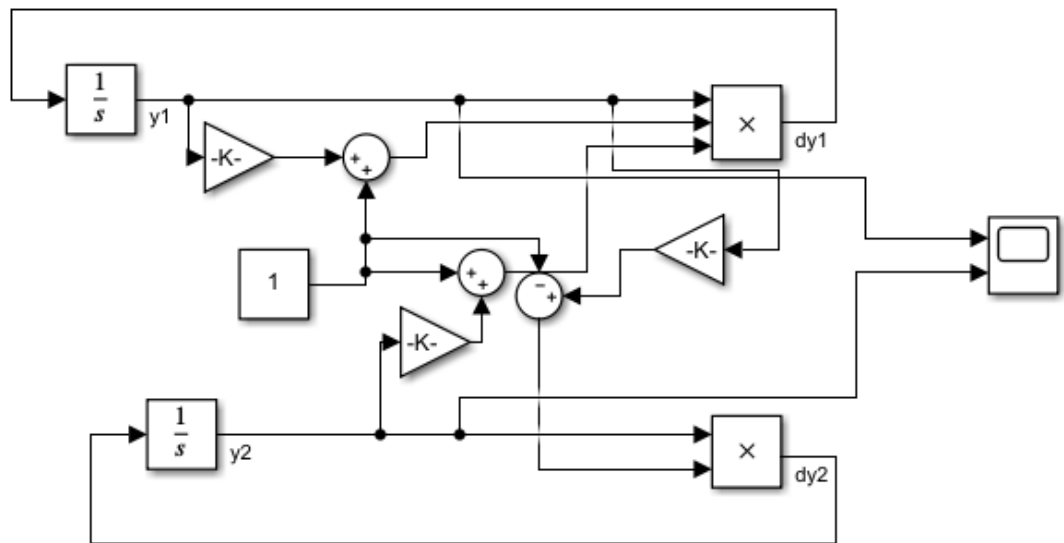 1
s
y1
-K-
+
+
×
dy1
1
+
+
−
+
-K-
-K-
1
s
y2
×
dy2